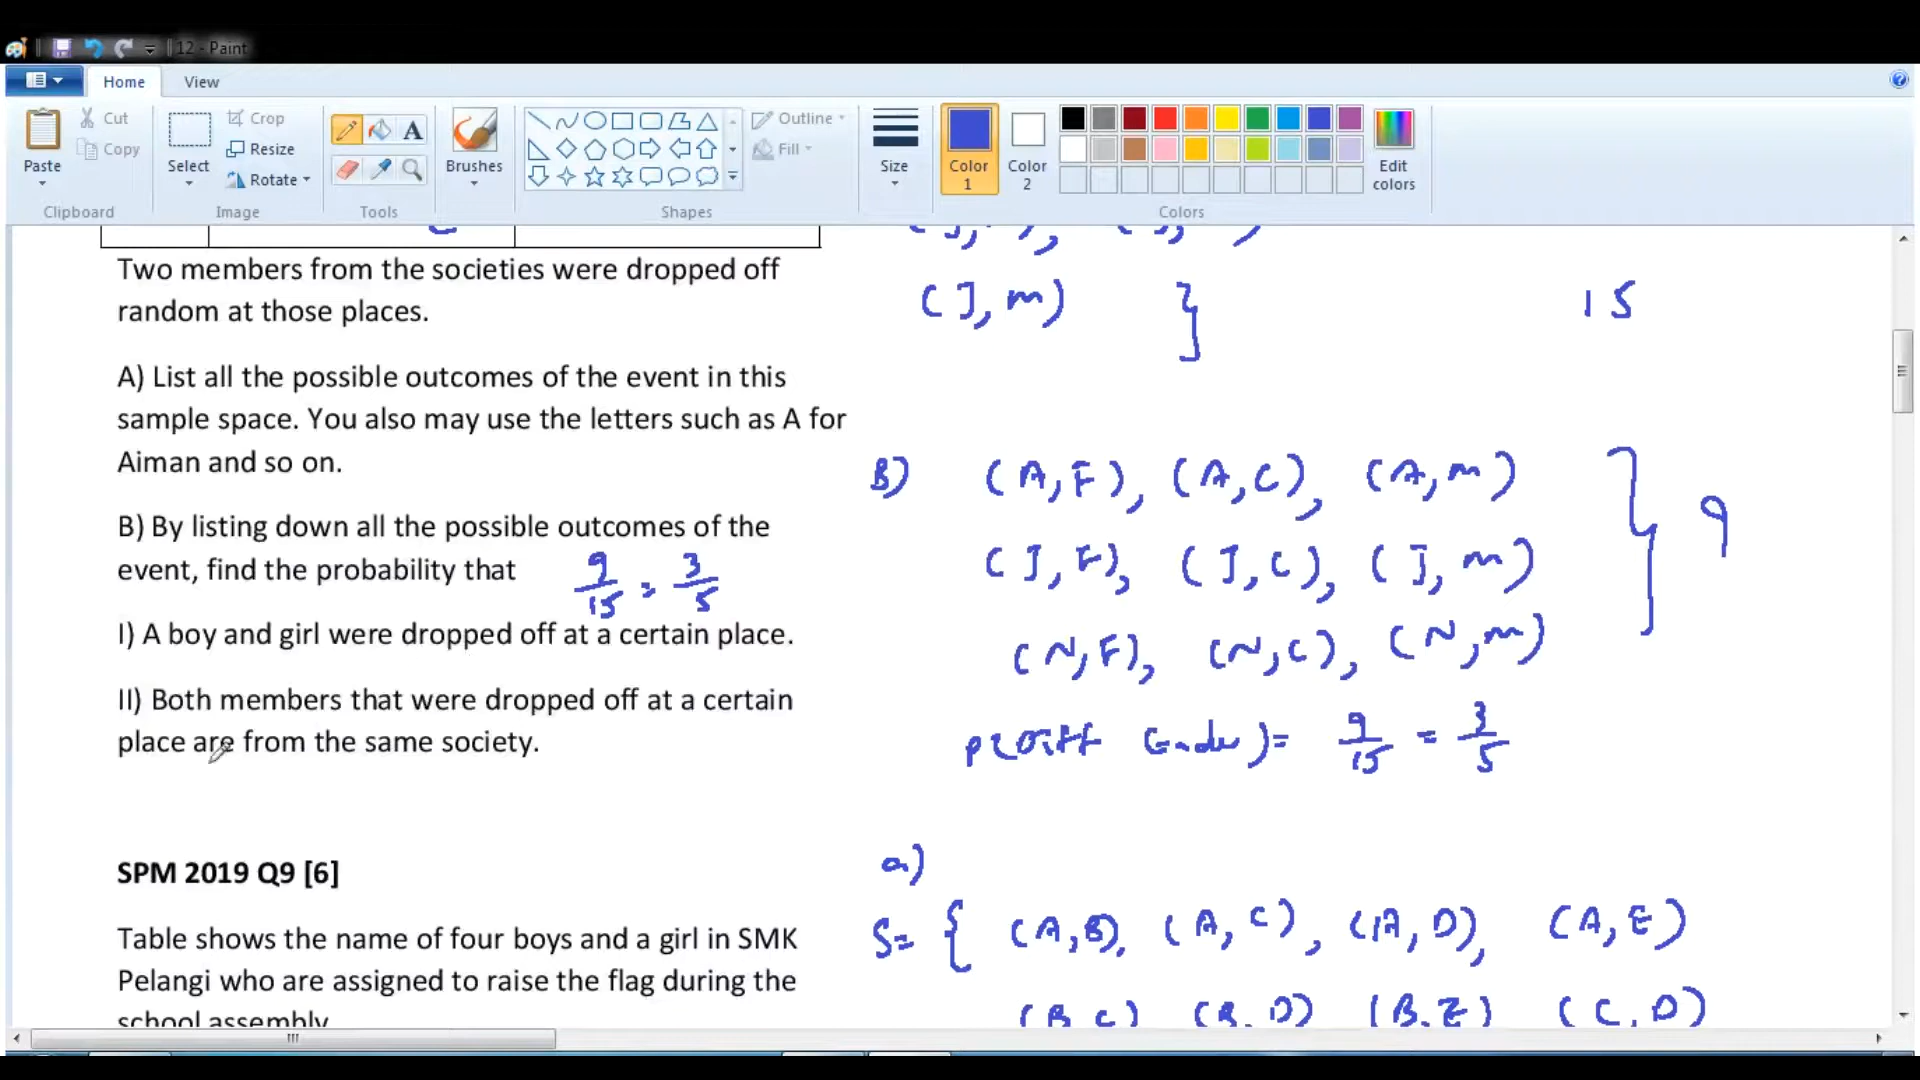 12 - Paint
Home View
Paste Cut Copy Clipboard
Select Crop Resize Rotate Image
A Tools
Brushes
Outline Fill Shapes
Size
Color 1 Color 2
Edit colors
Colors
Two members from the societies were dropped off
random at those places.
A) List all the possible outcomes of the event in this
sample space. You also may use the letters such as A for
Aiman and so on.
B) By listing down all the possible outcomes of the
event, find the probability that
9/15 = 3/5
I) A boy and girl were dropped off at a certain place.
II) Both members that were dropped off at a certain
place are from the same society.
SPM 2019 Q9 [6]
Table shows the name of four boys and a girl in SMK
Pelangi who are assigned to raise the flag during the
school assembly
(J, m) }
15
B) (A,F), (A,C), (A,m)
(J,F), (J,C), (J,m)
(N,F), (N,C), (N,m)
} 9
= 9/15 = 3/5
a)
S= { (A,B), (A,C), (A,D), (A,E)
(B,C) (B,D) (B,E) (C,D)